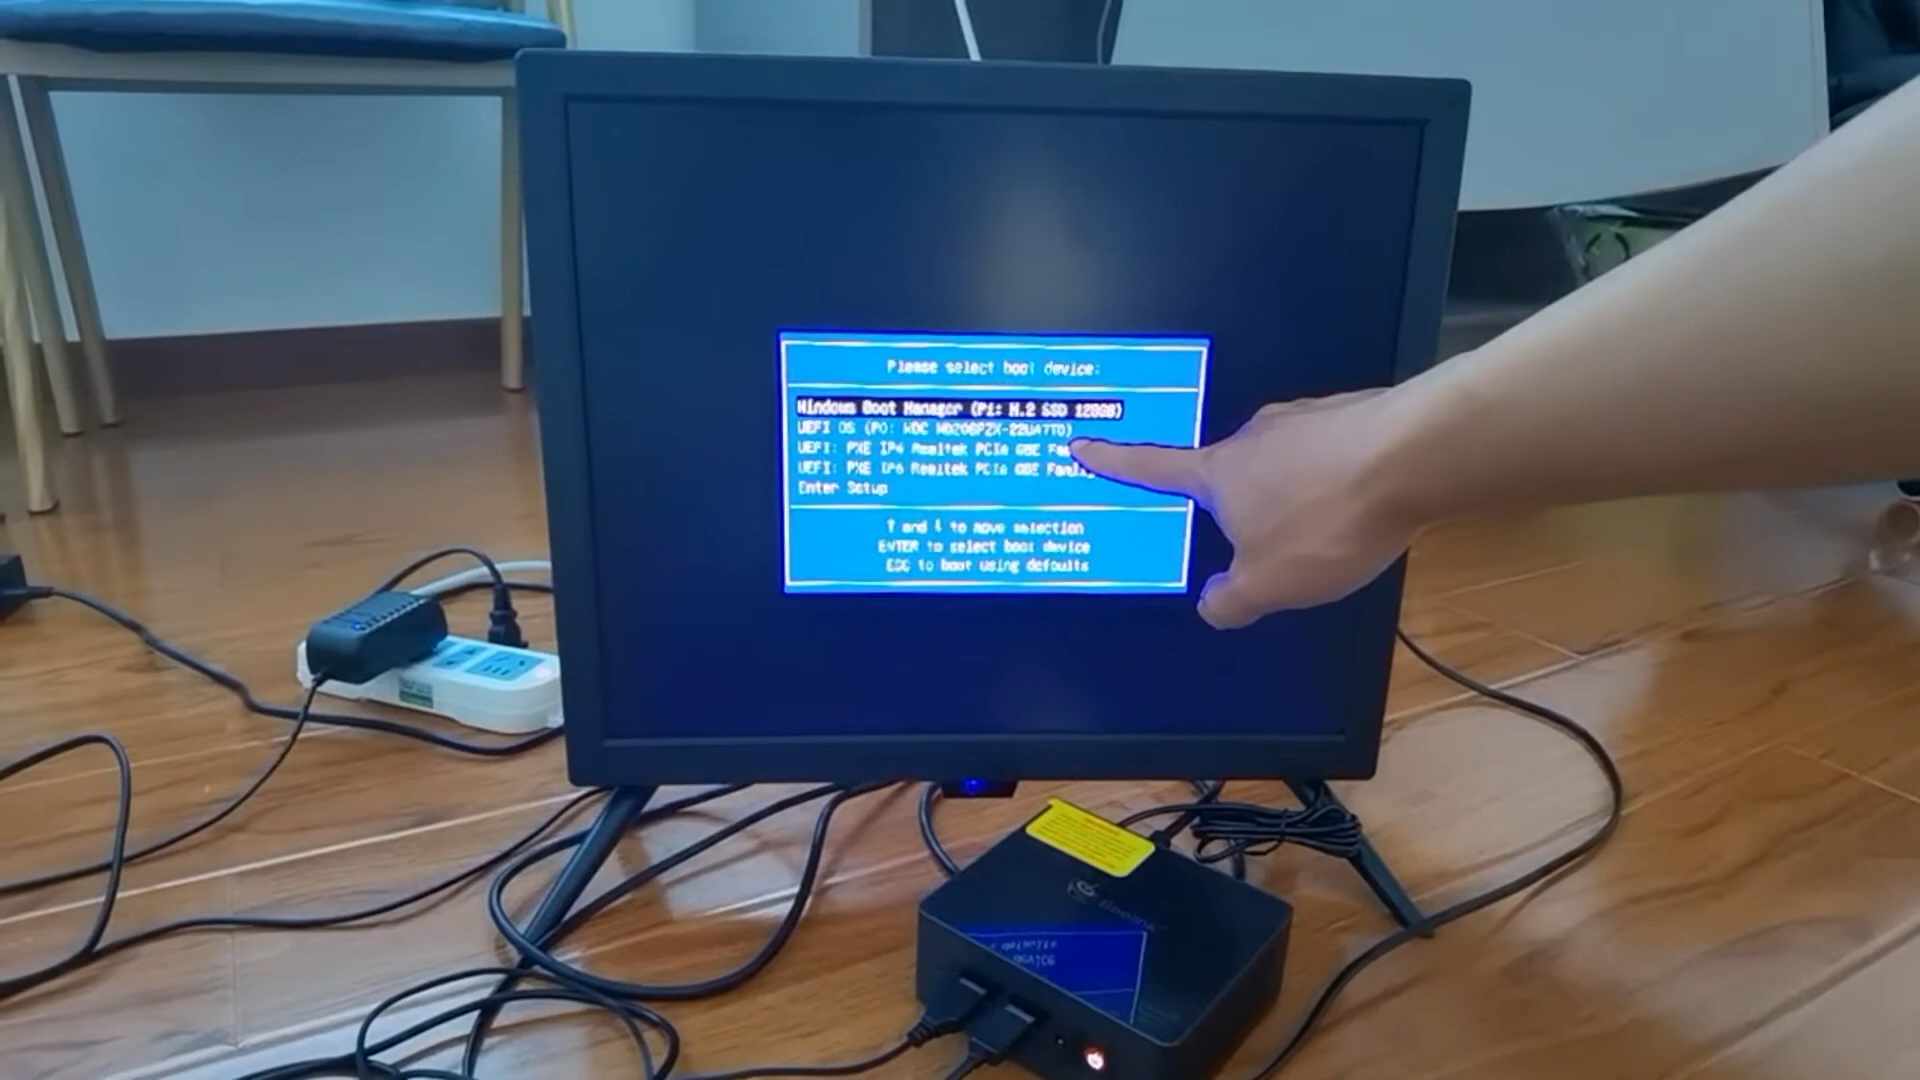 Please select boot device:
Windows Boot Manager (P1: M.2 SSD 128GB)
UEFI OS (P0: WDC WD20SPZX-22UA7T0)
UEFI: PXE IP4 Realtek PCIe GBE
UEFI: PXE IP6 Realtek PCIe GBE Family
Enter Setup
↑ and ↓ to move selection
ENTER to select boot device
ESC to boot using defaults
Beelink